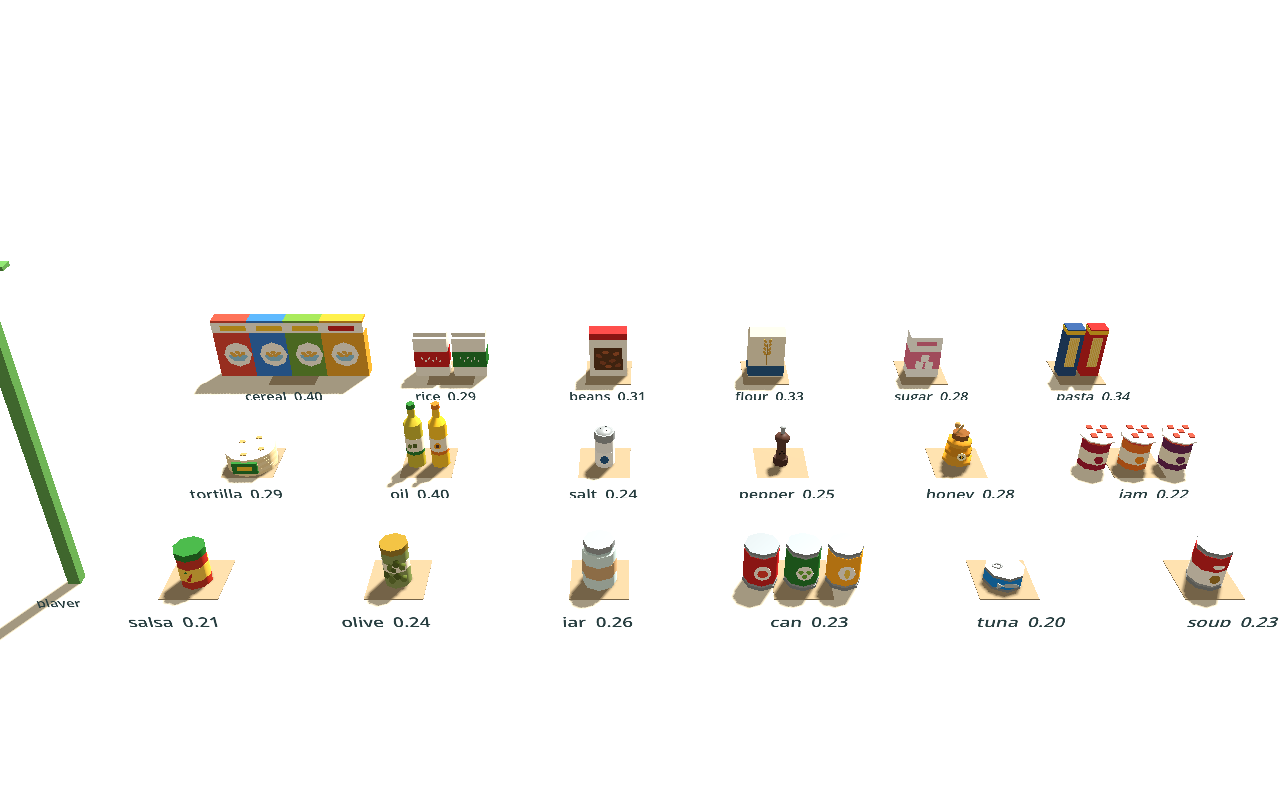 cereal 0.40
rice 0.29
beans 0.31
flour 0.33
sugar 0.28
pasta 0.34
tortilla 0.29
oil 0.40
salt 0.24
pepper 0.25
honey 0.28
jam 0.22
player
salsa 0.21
olive 0.24
jar 0.26
can 0.23
tuna 0.20
soup 0.23